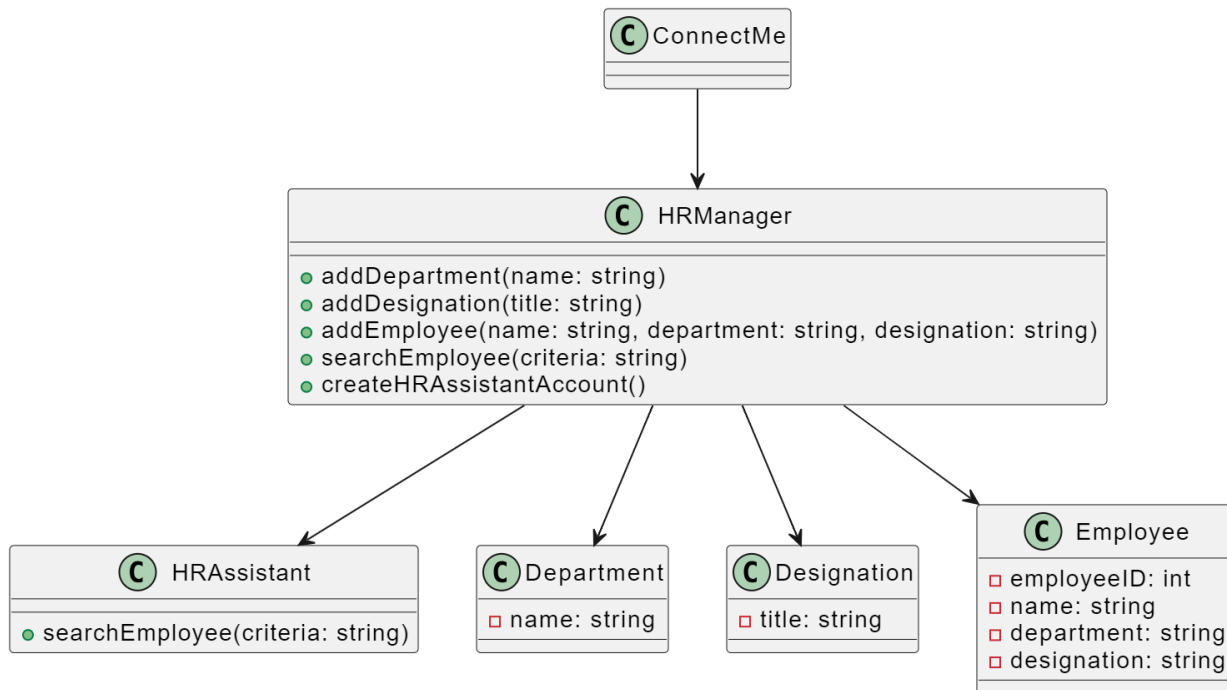 C ConnectMe
C HRManager
addDepartment(name: string)
addDesignation(title: string)
addEmployee(name: string, department: string, designation: string)
searchEmployee(criteria: string)
createHRAssistantAccount()
C HRAssistant
searchEmployee(criteria: string)
C Department
name: string
C Designation
title: string
C Employee
employeeID: int
name: string
department: string
designation: string